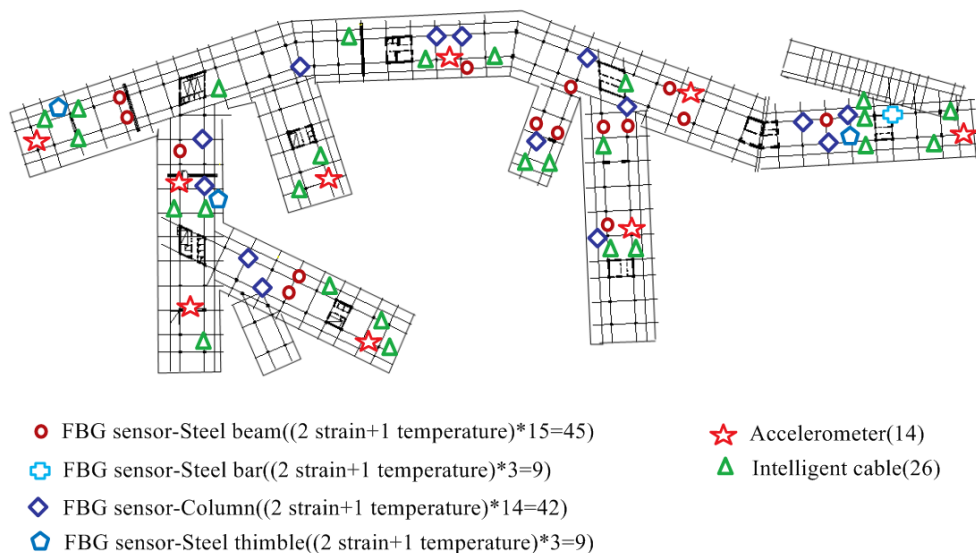 FBG sensor-Steel beam((2 strain+1 temperature)*15=45)
FBG sensor-Steel bar((2 strain+1 temperature)*3=9)
FBG sensor-Column((2 strain+1 temperature)*14=42)
FBG sensor-Steel thimble((2 strain+1 temperature)*3=9)
Accelerometer(14)
Intelligent cable(26)